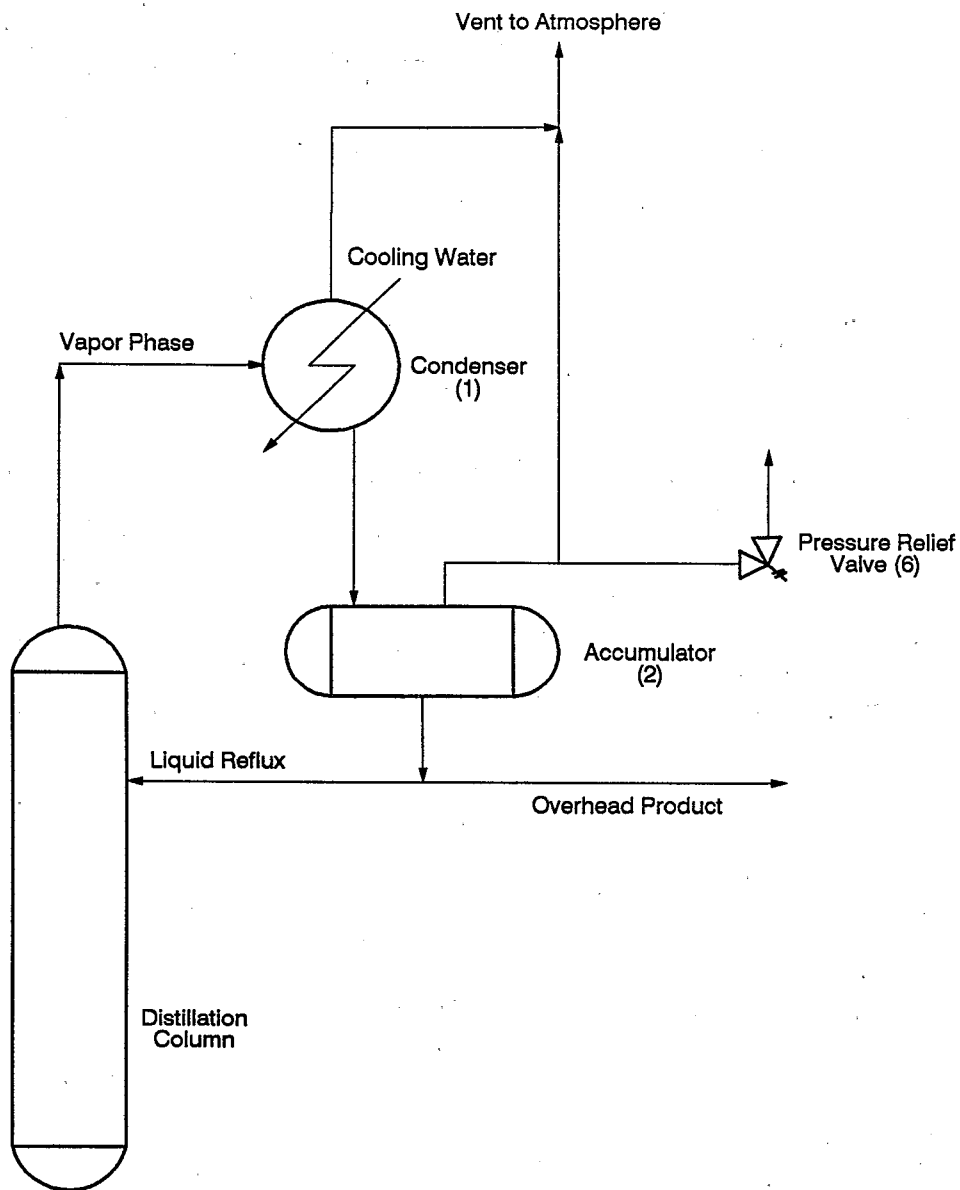 Vent to Atmosphere
Cooling Water
Vapor Phase
Condenser
(1)
Pressure Relief
Valve (6)
Accumulator
(2)
Liquid Reflux
Overhead Product
Distillation
Column